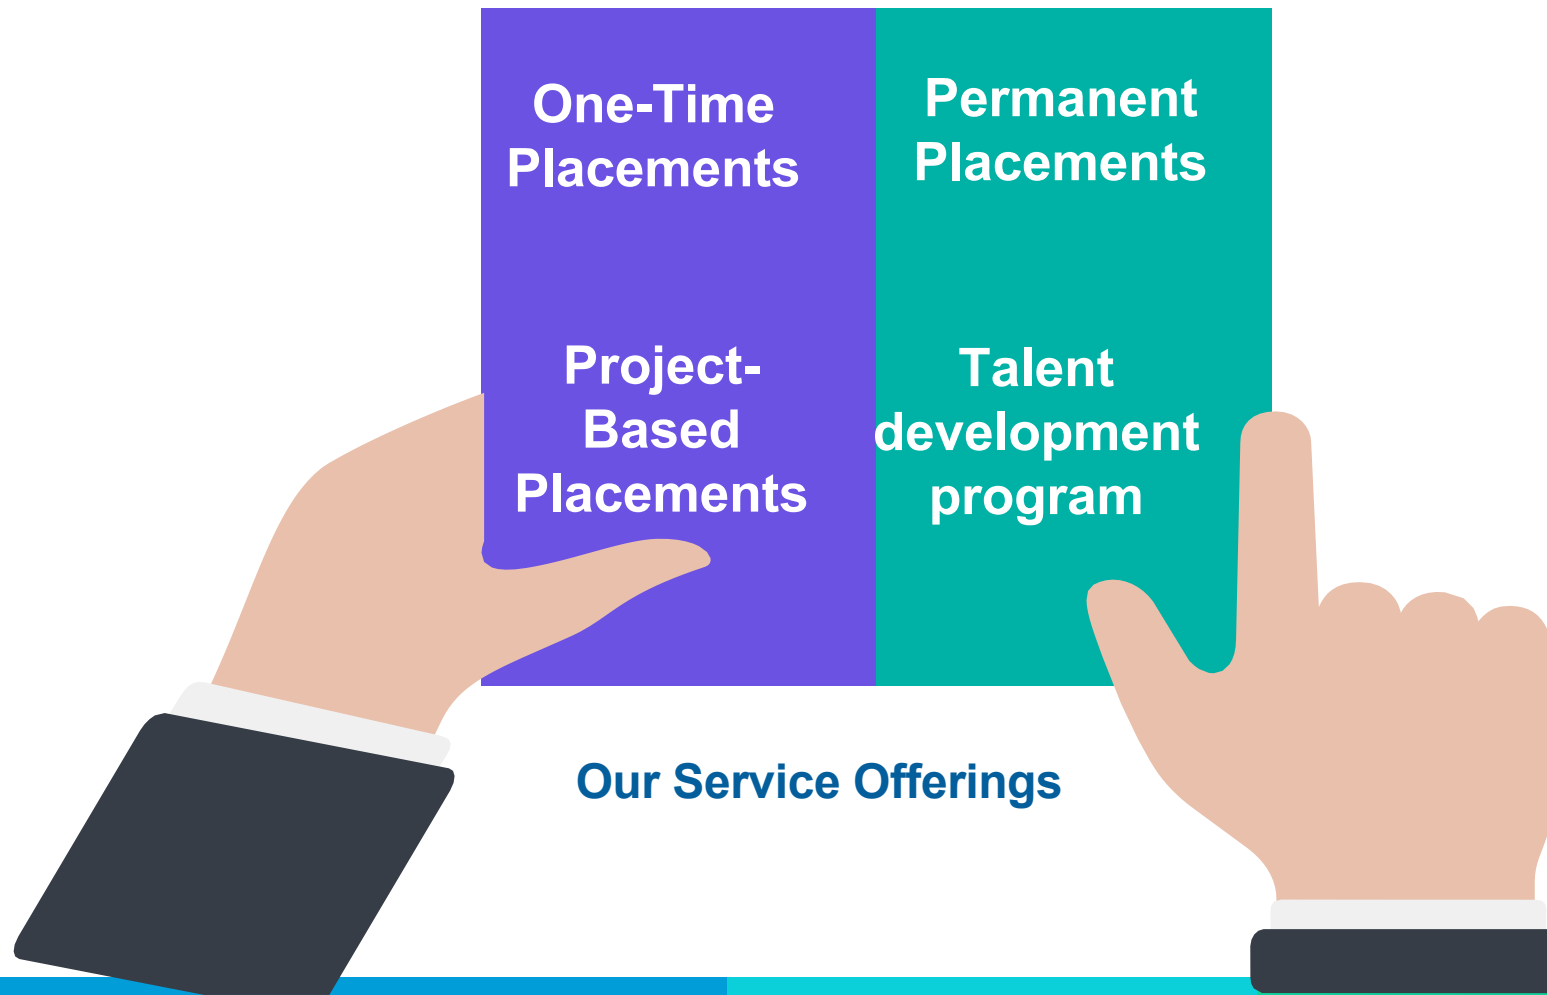 One-Time
Placements
Permanent
Placements
Project-
Based
Placements
Talent
development
program
Our Service Offerings